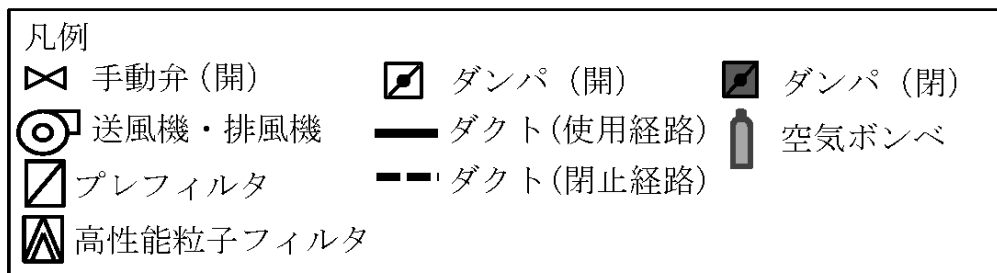 凡例
手動弁(開) ダンパ (開) ダンパ (閉)
送風機・排風機 ダクト(使用経路) 空気ボンベ
プレフィルタ ダクト(閉止経路)
高性能粒子フィルタ